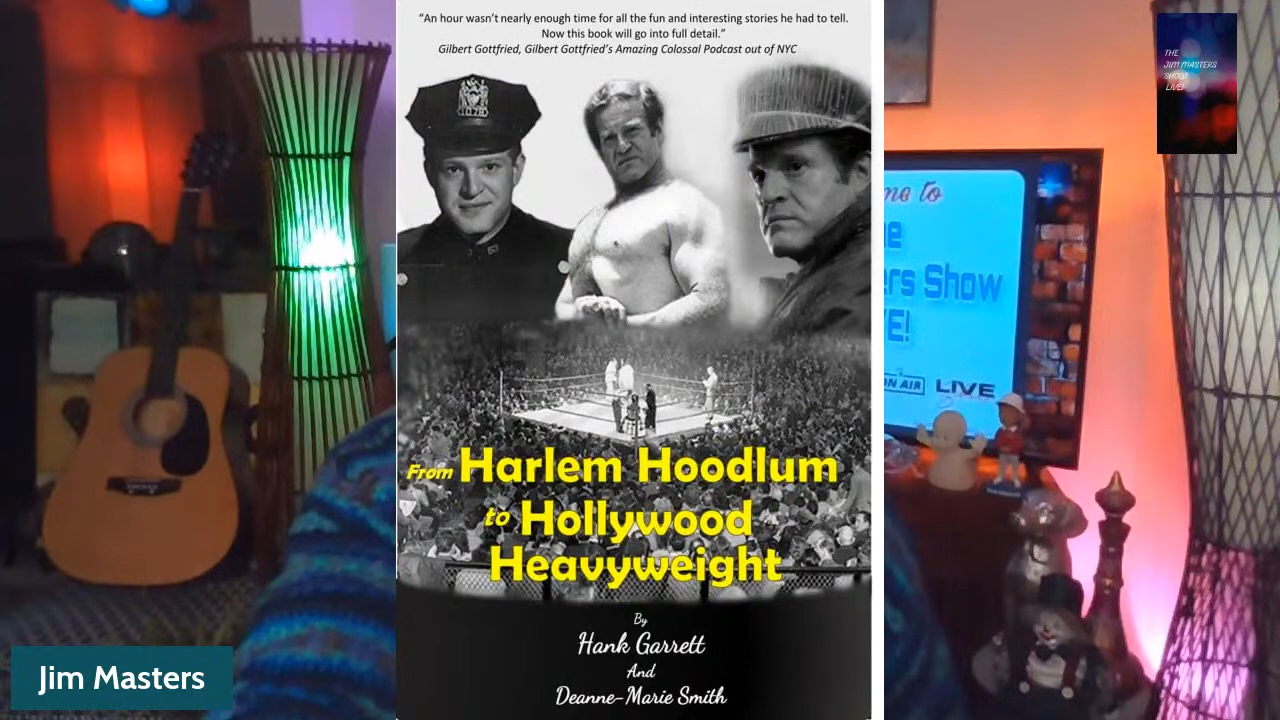 “An hour wasn’t nearly enough time for all the fun and interesting stories he had to tell.
Now this book will go into full detail.”
Gilbert Gottfried, Gilbert Gottfried’s Amazing Colossal Podcast out of NYC
From Harlem Hoodlum
to Hollywood
Heavyweight
By
Hank Garrett
And
Deanne-Marie Smith
Jim Masters
THE
JIM MASTERS
SHOW
LIVE!
to
Show
ON AIR LIVE